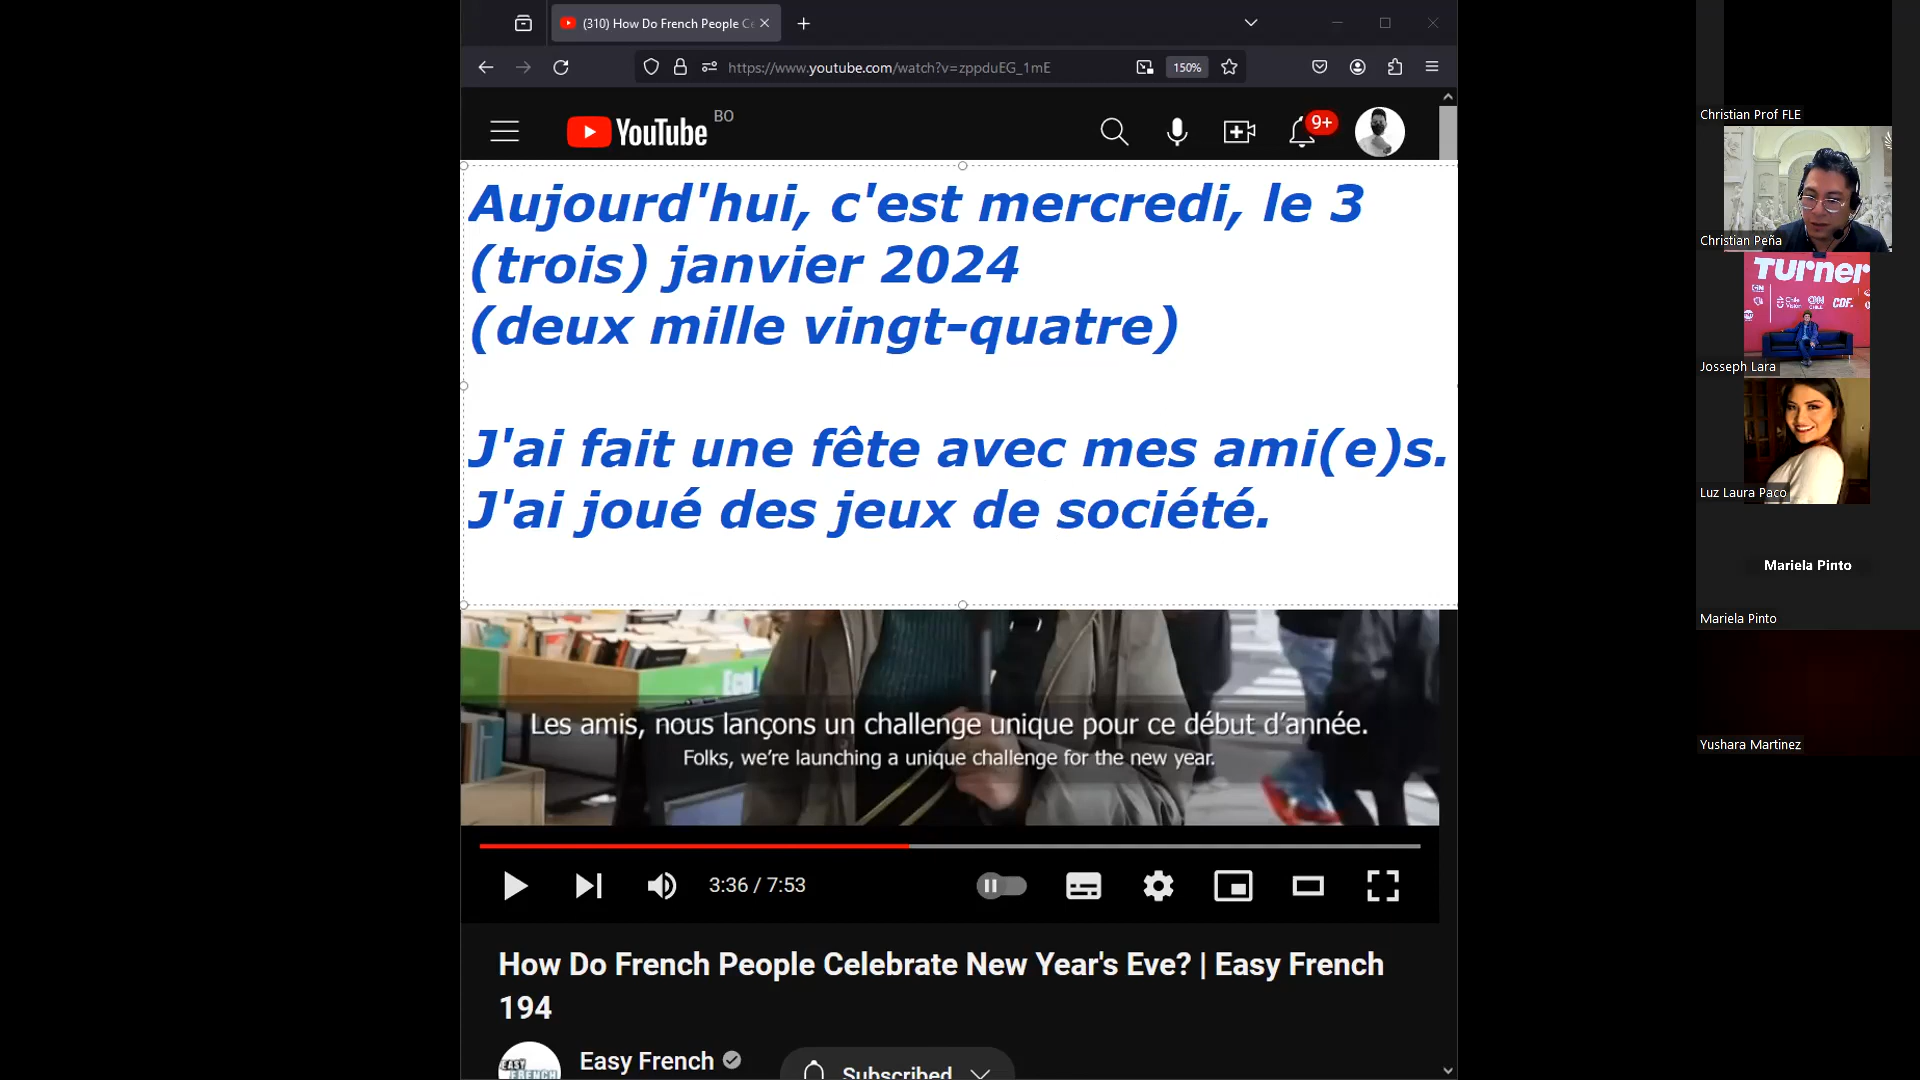 (310) How Do French People Ce
https://www.youtube.com/watch?v=zppduEG_1mE
150%
YouTube
BO
9+
Aujourd'hui, c'est mercredi, le 3
(trois) janvier 2024
(deux mille vingt-quatre)
J'ai fait une fête avec mes ami(e)s.
J'ai joué des jeux de société.
Les amis, nous lançons un challenge unique pour ce début d'année.
Folks, we're launching a unique challenge for the new year.
3:36 / 7:53
How Do French People Celebrate New Year's Eve? | Easy French
194
EASY
FRENCH
Easy French
Subscribed
Christian Prof FLE
Christian Peña
Turner
CDF.
Josseph Lara
Luz Laura Paco
Mariela Pinto
Mariela Pinto
Yushara Martinez